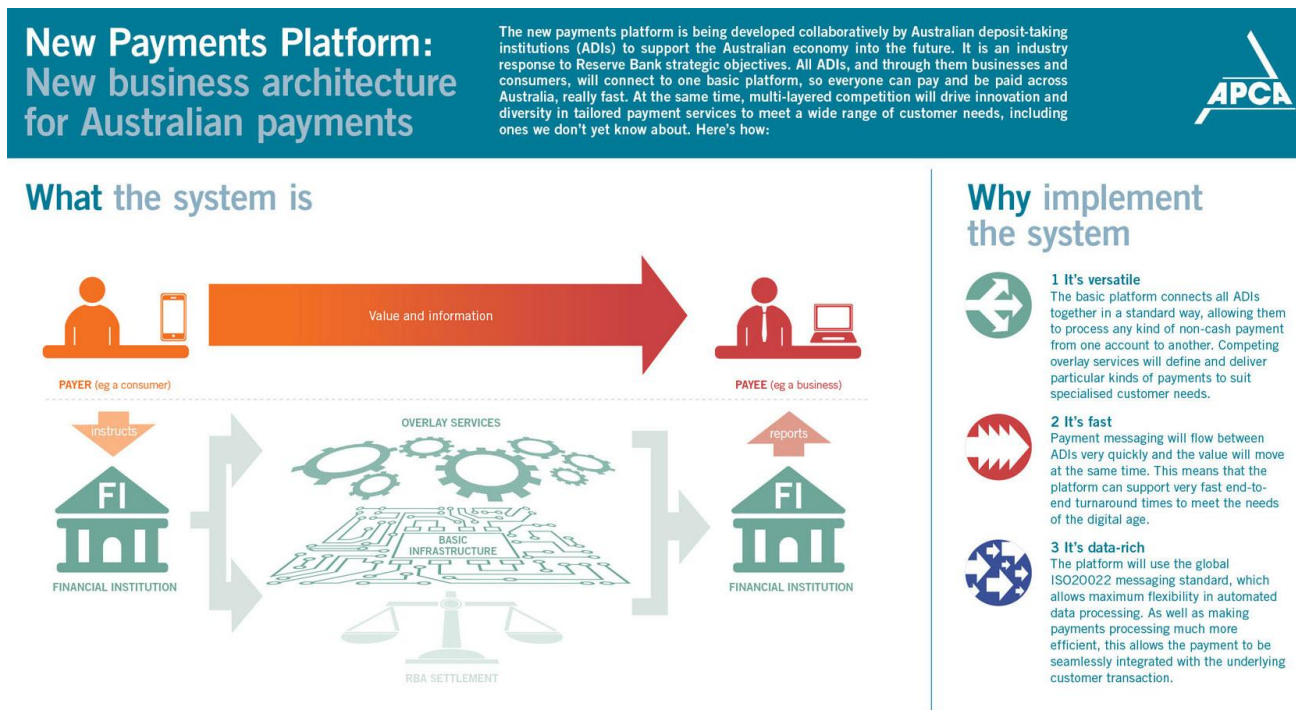 New Payments Platform:
New business architecture
for Australian payments
The new payments platform is being developed collaboratively by Australian deposit-taking
institutions (ADIs) to support the Australian economy into the future. It is an industry
response to Reserve Bank strategic objectives. All ADIs, and through them businesses and
consumers, will connect to one basic platform, so everyone can pay and be paid across
Australia, really fast. At the same time, multi-layered competition will drive innovation and
diversity in tailored payment services to meet a wide range of customer needs, including
ones we don't yet know about. Here's how:
APCA
What the system is
Value and information
PAYER (eg a consumer)
PAYEE (eg a business)
instructs
OVERLAY SERVICES
reports
FI
FI
BASIC
INFRASTRUCTURE
FINANCIAL INSTITUTION
FINANCIAL INSTITUTION
RBA SETTLEMENT
Why implement
the system
1 It's versatile
The basic platform connects all ADIs
together in a standard way, allowing them
to process any kind of non-cash payment
from one account to another. Competing
overlay services will define and deliver
particular kinds of payments to suit
specialised customer needs.
2 It's fast
Payment messaging will flow between
ADIs very quickly and the value will move
at the same time. This means that the
platform can support very fast end-to-
end turnaround times to meet the needs
of the digital age.
3 It's data-rich
The platform will use the global
ISO20022 messaging standard, which
allows maximum flexibility in automated
data processing. As well as making
payments processing much more
efficient, this allows the payment to be
seamlessly integrated with the underlying
customer transaction.